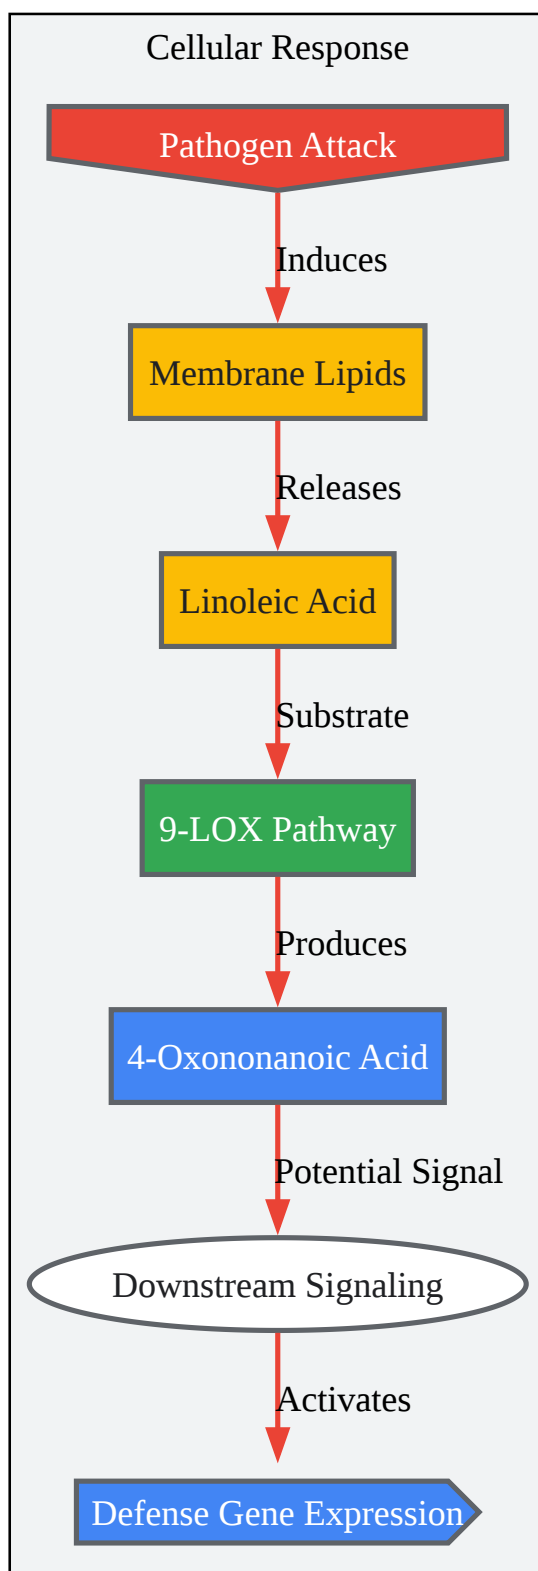 Cellular Response
Pathogen Attack
Induces
Membrane Lipids
Releases
Linoleic Acid
Substrate
9-LOX Pathway
Produces
4-Oxononanoic Acid
Potential Signal
Downstream Signaling
Activates
Defense Gene Expression